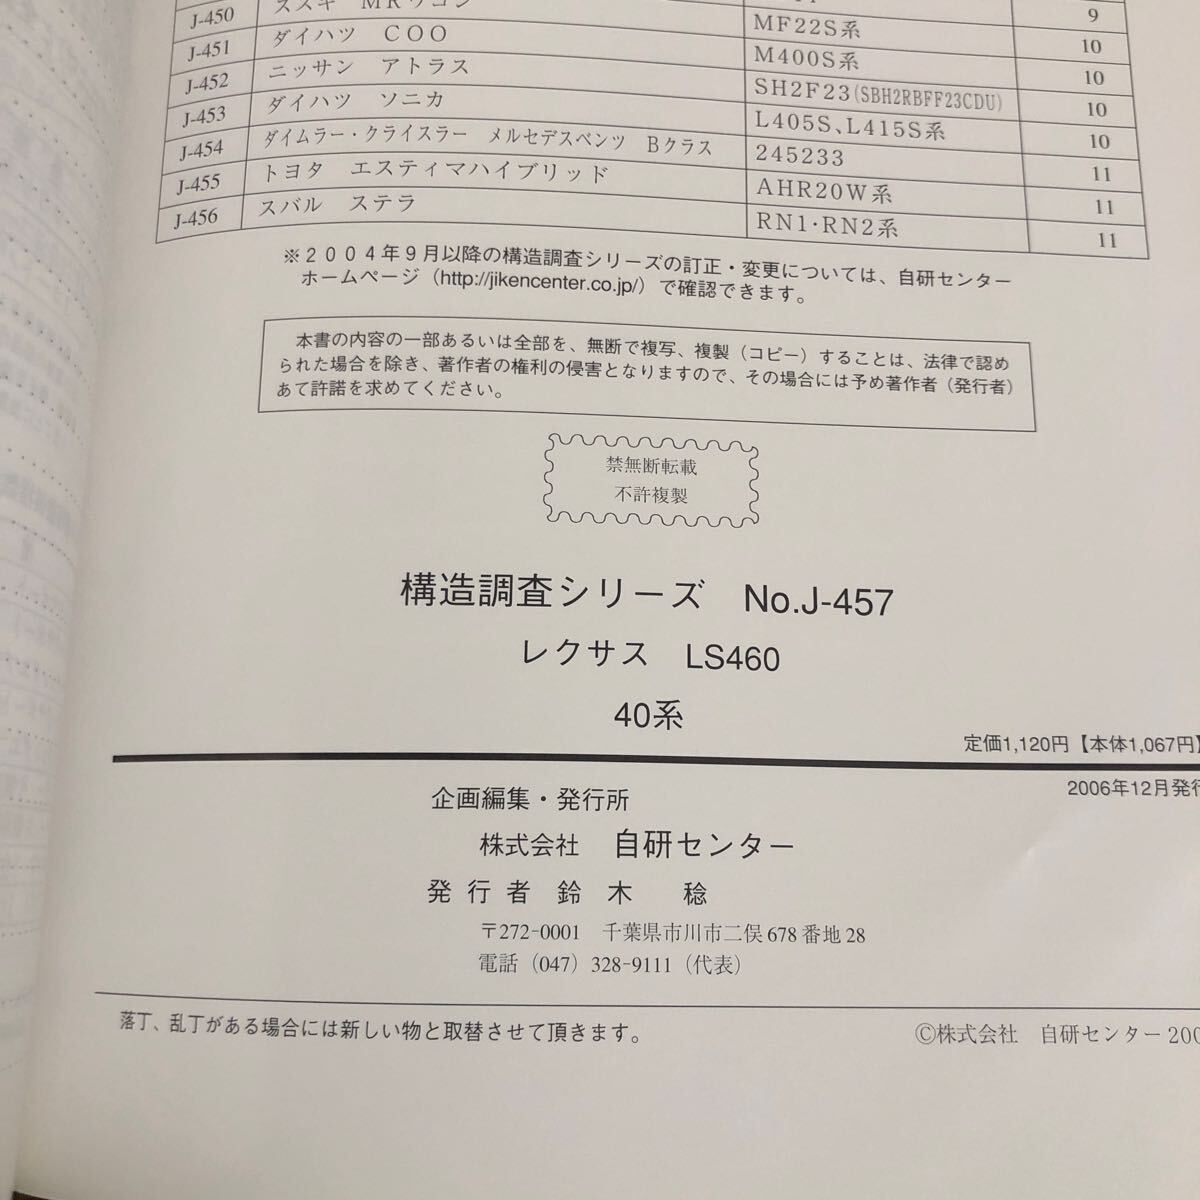 9
J-450 スズキ MRワゴン MF22S系 10
J-451 ダイハツ COO M400S系 10
J-452 ニッサン アトラス SH2F23(SBH2RBFF23CDU) 10
J-453 ダイハツ ソニカ L405S、L415S系 10
J-454 ダイムラー・クライスラー メルセデスベンツ Bクラス 245233 11
J-455 トヨタ エスティマハイブリッド AHR20W系 11
J-456 スバル ステラ RN1・RN2系 11
※2004年9月以降の構造調査シリーズの訂正・変更については、自研センター
ホームページ(http://jikencenter.co.jp/)で確認できます。
本書の内容の一部あるいは全部を、無断で複写、複製(コピー)することは、法律で認め
られた場合を除き、著作者の権利の侵害となりますので、その場合には予め著作者(発行者)
あて許諾を求めてください。
禁無断転載
不許複製
構造調査シリーズ No.J-457
レクサス LS460
40系
定価1,120円【本体1,067円】
2006年12月発行
企画編集・発行所
株式会社 自研センター
発行者 鈴木 稔
〒272-0001 千葉県市川市二俣678番地28
電話(047)328-9111(代表)
落丁、乱丁がある場合には新しい物と取替させて頂きます。
©株式会社 自研センター 200